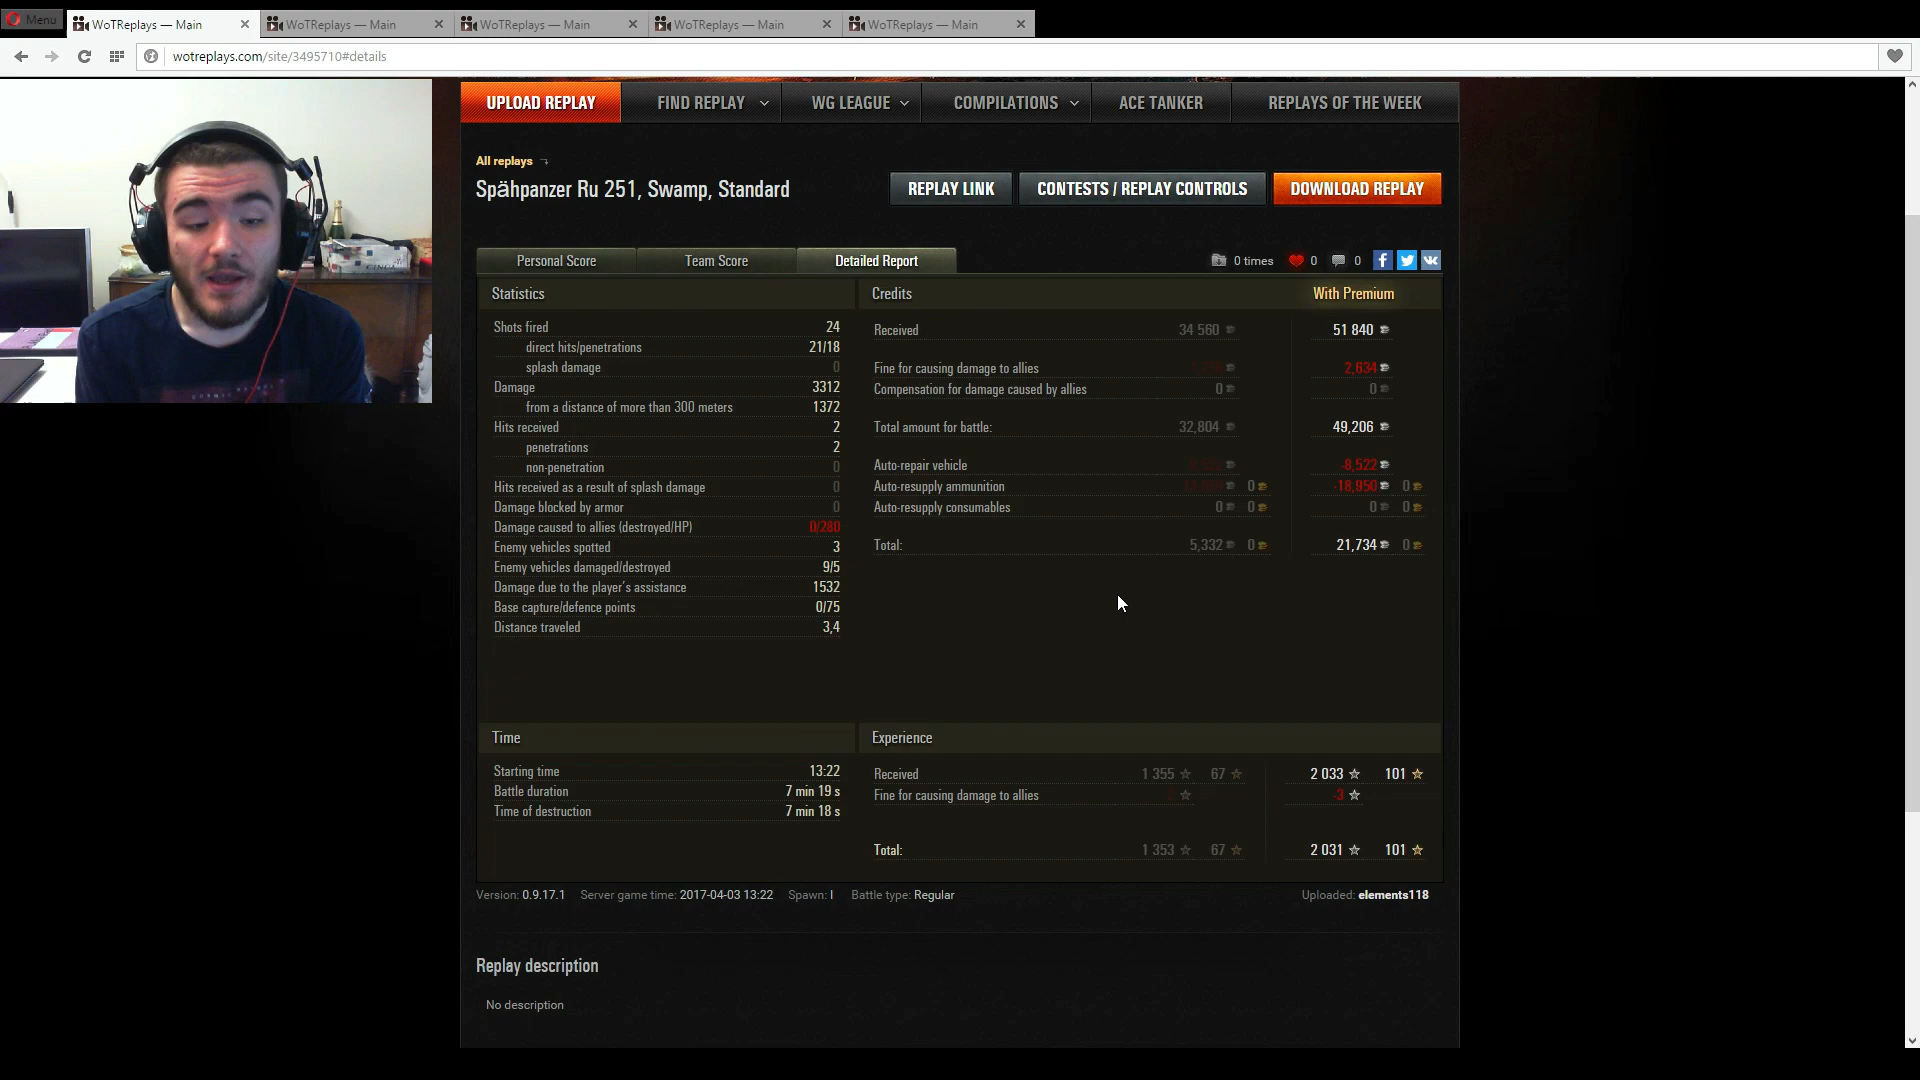 Menu
WoTReplays — Main
WoTReplays — Main
WoTReplays — Main
WoTReplays — Main
WoTReplays — Main
wotreplays.com/site/3495710#details
UPLOAD REPLAY
FIND REPLAY
WG LEAGUE
COMPILATIONS
ACE TANKER
REPLAYS OF THE WEEK
All replays
Spähpanzer Ru 251, Swamp, Standard
REPLAY LINK
CONTESTS / REPLAY CONTROLS
DOWNLOAD REPLAY
Personal Score
Team Score
Detailed Report
0 times
0
0
Statistics
Shots fired 24
direct hits/penetrations 21/18
splash damage 0
Damage 3312
from a distance of more than 300 meters 1372
Hits received 2
penetrations 2
non-penetration 0
Hits received as a result of splash damage 0
Damage blocked by armor 0
Damage caused to allies (destroyed/HP) 0/280
Enemy vehicles spotted 3
Enemy vehicles damaged/destroyed 9/5
Damage due to the player's assistance 1532
Base capture/defence points 0/75
Distance traveled 3,4
Credits With Premium
Received 34 560 51 840
Fine for causing damage to allies 2,634
Compensation for damage caused by allies 0 0
Total amount for battle: 32,804 49,206
Auto-repair vehicle -8,522
Auto-resupply ammunition 0 -18,950 0
Auto-resupply consumables 0 0 0 0
Total: 5,332 0 21,734 0
Time
Starting time 13:22
Battle duration 7 min 19 s
Time of destruction 7 min 18 s
Experience
Received 1 355 67 2 033 101
Fine for causing damage to allies -3
Total: 1 353 67 2 031 101
Version: 0.9.17.1 Server game time: 2017-04-03 13:22 Spawn: I Battle type: Regular Uploaded: elements118
Replay description
No description